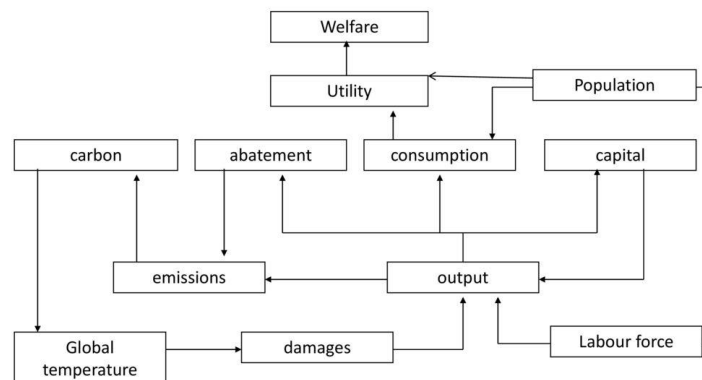 Welfare
Utility
Population
carbon
abatement
consumption
capital
emissions
output
Global
temperature
damages
Labour force